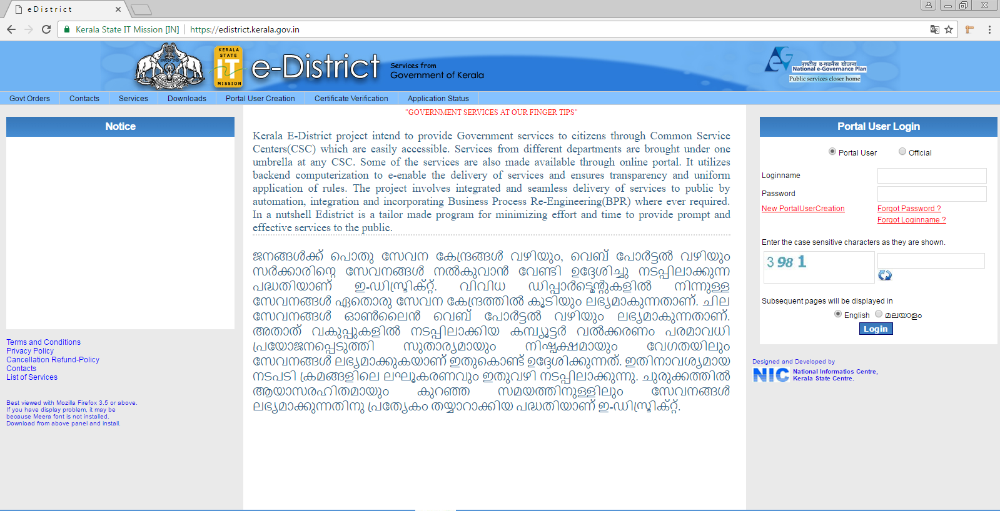 eDistrict
Kerala State IT Mission [IN] https://edistrict.kerala.gov.in
KERALA
STATE
IT
MISSION
e-District
Services from
Government of Kerala
राष्ट्रीय इ-गवर्नेंस योजना
National e-Governance Plan
Public services closer home
Govt Orders Contacts Services Downloads Portal User Creation Certificate Verification Application Status
Notice
Terms and Conditions
Privacy Policy
Cancellation Refund-Policy
Contacts
List of Services
Best viewed with Mozilla Firefox 3.5 or above.
If you have display problem, it may be
because Meera font is not installed.
Download from above panel and install.
"GOVERNMENT SERVICES AT OUR FINGER TIPS"
Kerala E-District project intend to provide Government services to citizens through Common Service
Centers(CSC) which are easily accessible. Services from different departments are brought under one
umbrella at any CSC. Some of the services are also made available through online portal. It utilizes
backend computerization to e-enable the delivery of services and ensures transparency and uniform
application of rules. The project involves integrated and seamless delivery of services to public by
automation, integration and incorporating Business Process Re-Engineering(BPR) where ever required.
In a nutshell Edistrict is a tailor made program for minimizing effort and time to provide prompt and
effective services to the public.
ജനങ്ങൾക്ക് പൊതു സേവന കേന്ദ്രങ്ങൾ വഴിയും, വെബ് പോർട്ടൽ വഴിയും
സർക്കാരിന്റെ സേവനങ്ങൾ നൽകുവാൻ വേണ്ടി ഉദ്ദേശിച്ചു നടപ്പിലാക്കുന്ന
പദ്ധതിയാണ് ഇ-ഡിസ്ട്രിക്റ്റ്. വിവിധ ഡിപ്പാർട്മെന്റുകളിൽ നിന്നുള്ള
സേവനങ്ങൾ ഏതൊരു സേവന കേന്ദ്രത്തിൽ കൂടിയും ലഭ്യമാകുന്നതാണ്. ചില
സേവനങ്ങൾ ഓൺലൈൻ വെബ് പോർട്ടൽ വഴിയും ലഭ്യമാകുന്നതാണ്.
അതാത് വകുപ്പുകളിൽ നടപ്പിലാക്കിയ കമ്പ്യൂട്ടർ വൽക്കരണം പരമാവധി
പ്രയോജനപ്പെടുത്തി സുതാര്യമായും നിഷ്പക്ഷമായും വേഗതയിലും
സേവനങ്ങൾ ലഭ്യമാക്കുകയാണ് ഇതുകൊണ്ട് ഉദ്ദേശിക്കുന്നത്. ഇതിനാവശ്യമായ
നടപടി ക്രമങ്ങളിലെ ലഘൂകരണവും ഇതുവഴി നടപ്പിലാക്കുന്നു. ചുരുക്കത്തിൽ
ആയാസരഹിതമായും കുറഞ്ഞ സമയത്തിനുള്ളിലും സേവനങ്ങൾ
ലഭ്യമാക്കുന്നതിനു പ്രത്യേകം തയ്യാറാക്കിയ പദ്ധതിയാണ് ഇ-ഡിസ്ട്രിക്റ്റ്.
Portal User Login
Portal User Official
Loginname
Password
New PortalUserCreation Forgot Password ?
Forgot Loginname ?
Enter the case sensitive characters as they are shown.
3 98 1
Subsequent pages will be displayed in
English മലയാളം
Login
Designed and Developed by
NIC National Informatics Centre,
Kerala State Centre.